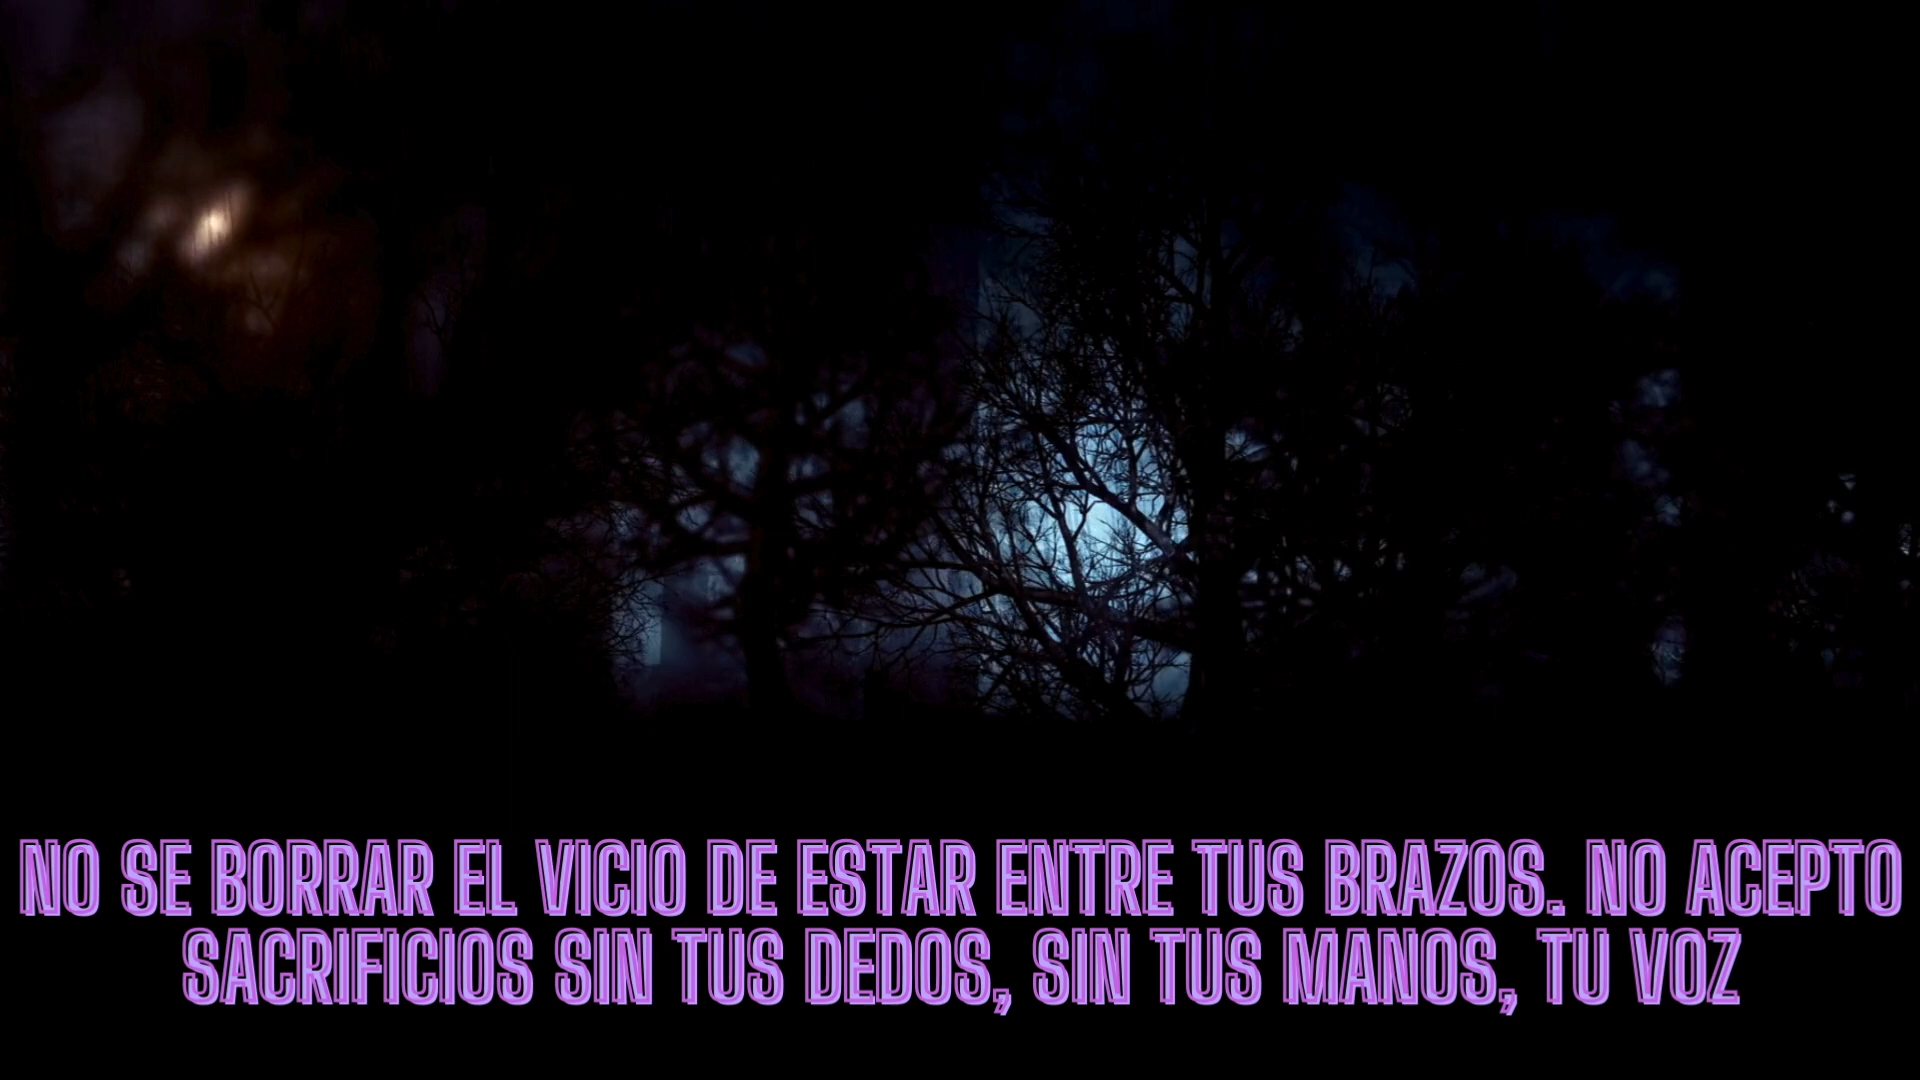 NO SE BORRAR EL VICIO DE ESTAR ENTRE TUS BRAZOS. NO ACEPTO
SACRIFICIOS SIN TUS DEDOS, SIN TUS MANOS, TU VOZ